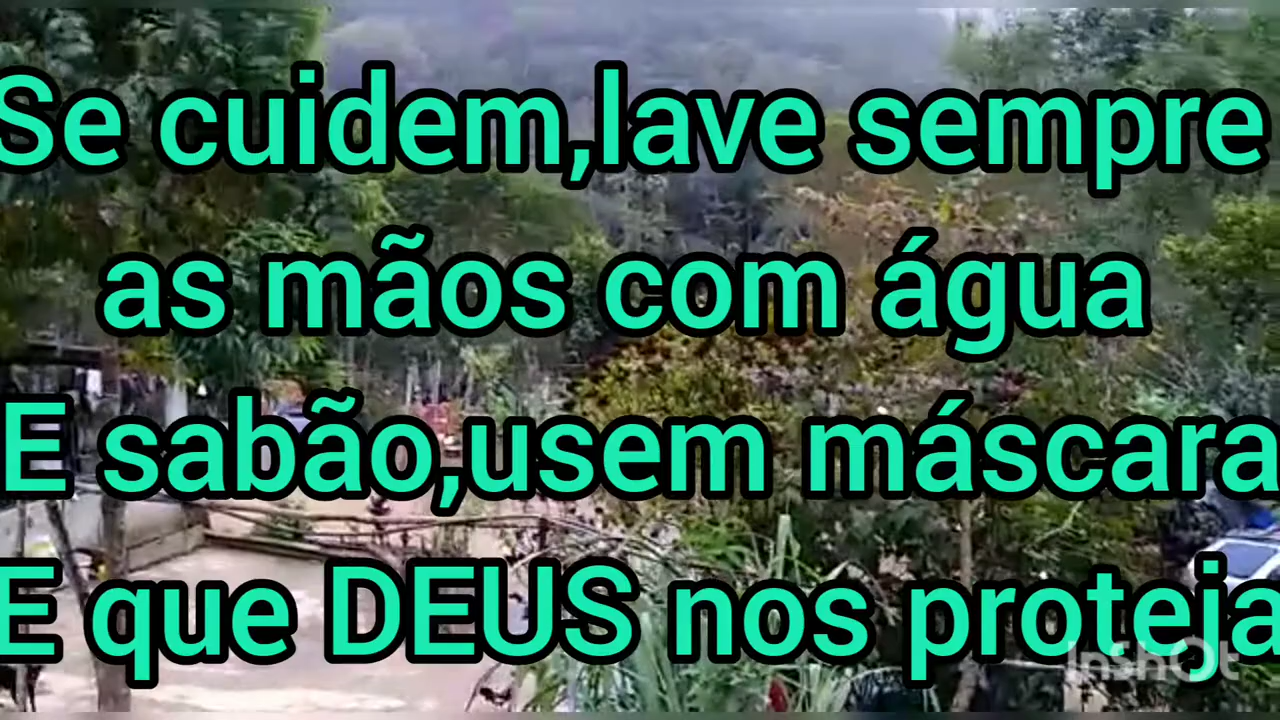 Se cuidem,lave sempre
as mãos com água
E sabão,usem máscara
E que DEUS nos proteja
InShOt